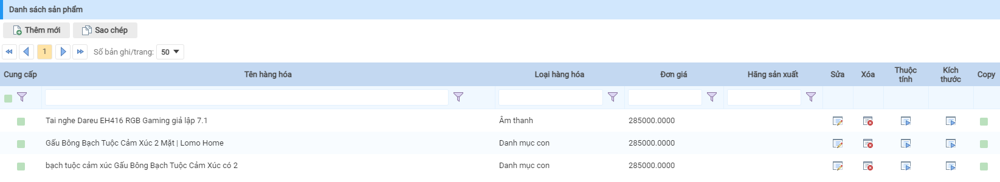 Danh sách sản phẩm
Thêm mới Sao chép
1 Số bản ghi/trang: 50
Cung cấp Tên hàng hóa Loại hàng hóa Đơn giá Hãng sản xuất Sửa Xóa Thuộc tính Kích thước Copy
Tai nghe Dareu EH416 RGB Gaming giả lập 7.1 Âm thanh 285000.0000
Gấu Bông Bạch Tuộc Cảm Xúc 2 Mặt | Lomo Home Danh mục con 285000.0000
bạch tuộc cảm xúc Gấu Bông Bạch Tuộc Cảm Xúc có 2 Danh mục con 285000.0000